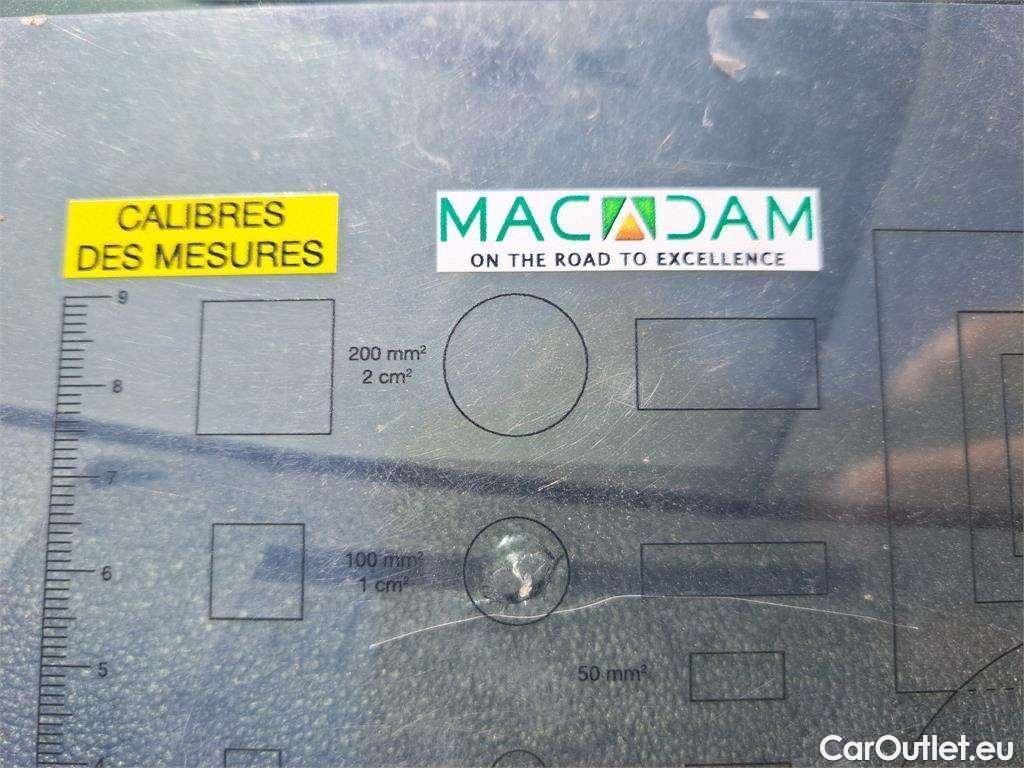 CALIBRES
DES MESURES
MACADAM
ON THE ROAD TO EXCELLENCE
9
200 mm²
2 cm²
8
7
100 mm²
1 cm²
6
5
50 mm²
4
CarOutlet.eu